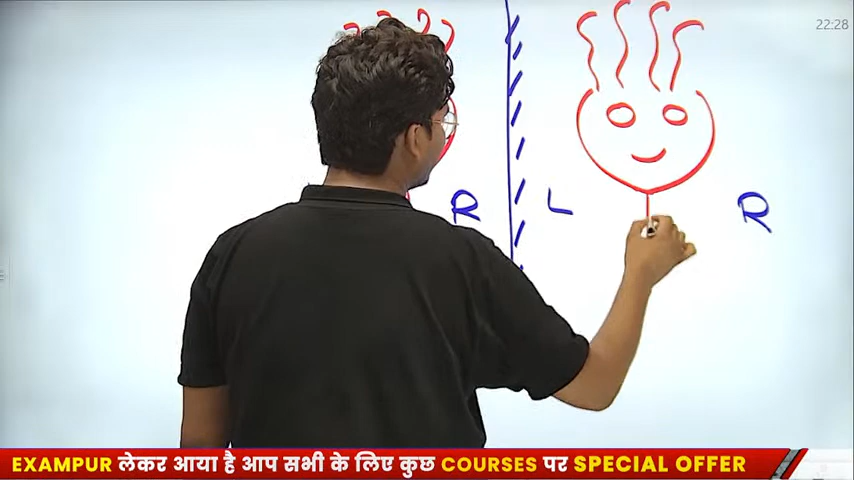 22:28
R
L
R
EXAMPUR लेकर आया है आप सभी के लिए कुछ COURSES पर SPECIAL OFFER